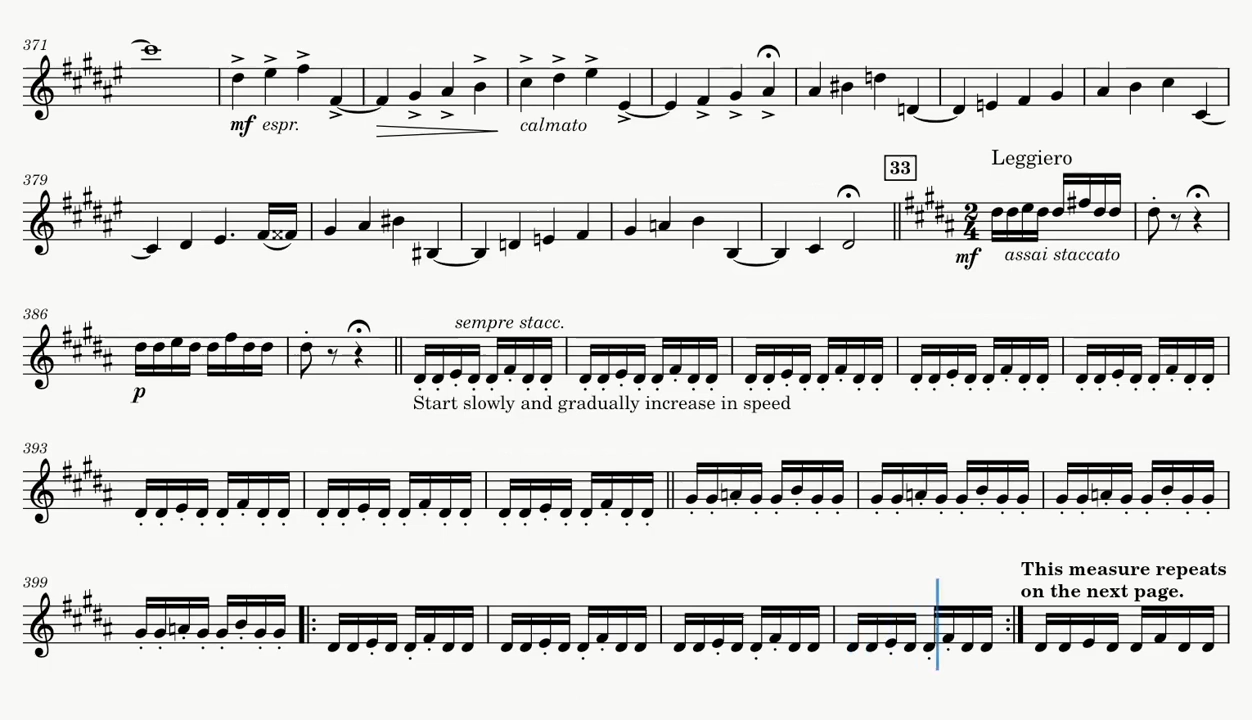 371
mf espr.
calmato
33
Leggiero
379
2
4
mf assai staccato
386
sempre stacc.
p
Start slowly and gradually increase in speed
393
This measure repeats
on the next page.
399